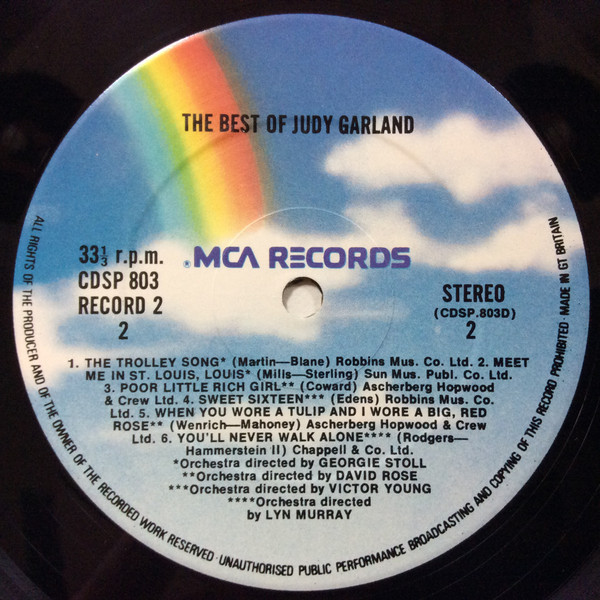 THE BEST OF JUDY GARLAND
®MCA RECORDS
33⅓ r.p.m.
CDSP 803
RECORD 2
2
STEREO
(CDSP.803D)
2
1. THE TROLLEY SONG* (Martin—Blane) Robbins Mus. Co. Ltd. 2. MEET
ME IN ST. LOUIS, LOUIS* (Mills—Sterling) Sun Mus. Publ. Co. Ltd.
3. POOR LITTLE RICH GIRL** (Coward) Ascherberg Hopwood
& Crew Ltd. 4. SWEET SIXTEEN*** (Edens) Robbins Mus. Co.
Ltd. 5. WHEN YOU WORE A TULIP AND I WORE A BIG, RED
ROSE** (Wenrich—Mahoney) Ascherberg Hopwood & Crew
Ltd. 6. YOU'LL NEVER WALK ALONE**** (Rodgers—
Hammerstein II) Chappell & Co. Ltd.
*Orchestra directed by GEORGIE STOLL
**Orchestra directed by DAVID ROSE
***Orchestra directed by VICTOR YOUNG
****Orchestra directed
by LYN MURRAY
ALL RIGHTS OF THE PRODUCER AND OF THE OWNER OF THE RECORDED WORK RESERVED · UNAUTHORISED PUBLIC PERFORMANCE BROADCASTING AND COPYING OF THIS RECORD PROHIBITED · MADE IN GT BRITAIN